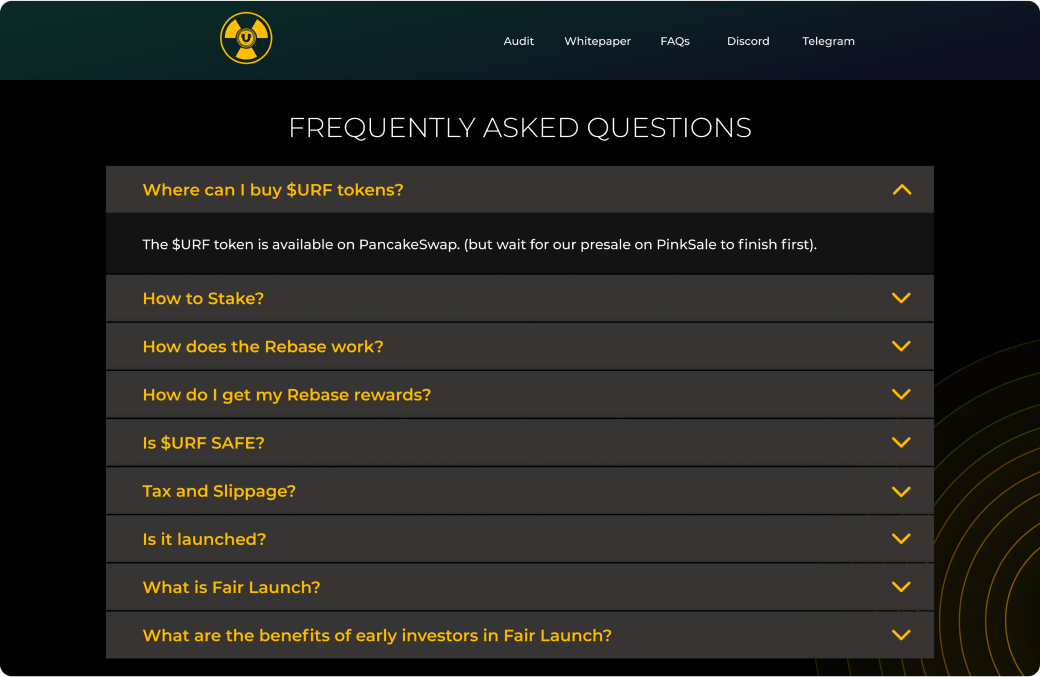 U
Audit Whitepaper FAQs Discord Telegram
FREQUENTLY ASKED QUESTIONS
Where can I buy $URF tokens?
The $URF token is available on PancakeSwap. (but wait for our presale on PinkSale to finish first).
How to Stake?
How does the Rebase work?
How do I get my Rebase rewards?
Is $URF SAFE?
Tax and Slippage?
Is it launched?
What is Fair Launch?
What are the benefits of early investors in Fair Launch?